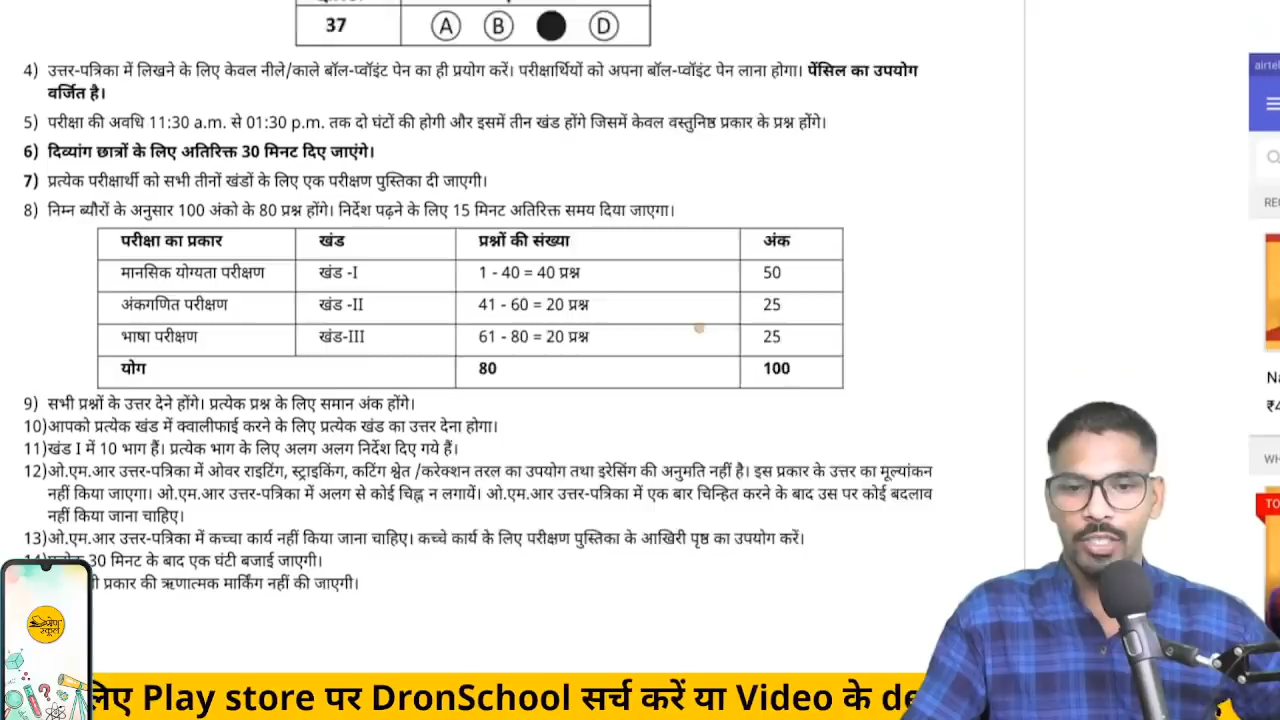 37 A B D
4) उत्तर-पत्रिका में लिखने के लिए केवल नीले/काले बॉल-प्वॉइंट पेन का ही प्रयोग करें। परीक्षार्थियों को अपना बॉल-प्वॉइंट पेन लाना होगा। पेंसिल का उपयोग
वर्जित है।
5) परीक्षा की अवधि 11:30 a.m. से 01:30 p.m. तक दो घंटों की होगी और इसमें तीन खंड होंगे जिसमें केवल वस्तुनिष्ठ प्रकार के प्रश्न होंगे।
6) दिव्यांग छात्रों के लिए अतिरिक्त 30 मिनट दिए जाएंगे।
7) प्रत्येक परीक्षार्थी को सभी तीनों खंडों के लिए एक परीक्षण पुस्तिका दी जाएगी।
8) निम्न ब्यौरों के अनुसार 100 अंको के 80 प्रश्न होंगे। निर्देश पढ़ने के लिए 15 मिनट अतिरिक्त समय दिया जाएगा।
परीक्षा का प्रकार खंड प्रश्नों की संख्या अंक
मानसिक योग्यता परीक्षण खंड -I 1 - 40 = 40 प्रश्न 50
अंकगणित परीक्षण खंड -II 41 - 60 = 20 प्रश्न 25
भाषा परीक्षण खंड-III 61 - 80 = 20 प्रश्न 25
योग 80 100
9) सभी प्रश्नों के उत्तर देने होंगे। प्रत्येक प्रश्न के लिए समान अंक होंगे।
10)आपको प्रत्येक खंड में क्वालीफाई करने के लिए प्रत्येक खंड का उत्तर देना होगा।
11)खंड I में 10 भाग हैं। प्रत्येक भाग के लिए अलग अलग निर्देश दिए गये हैं।
12)ओ.एम.आर उत्तर-पत्रिका में ओवर राइटिंग, स्ट्राइकिंग, कटिंग श्वेत /करेक्शन तरल का उपयोग तथा इरेसिंग की अनुमति नहीं है। इस प्रकार के उत्तर का मूल्यांकन
नहीं किया जाएगा। ओ.एम.आर उत्तर-पत्रिका में अलग से कोई चिह्न न लगायें। ओ.एम.आर उत्तर-पत्रिका में एक बार चिन्हित करने के बाद उस पर कोई बदलाव
नहीं किया जाना चाहिए।
13)ओ.एम.आर उत्तर-पत्रिका में कच्चा कार्य नहीं किया जाना चाहिए। कच्चे कार्य के लिए परीक्षण पुस्तिका के आखिरी पृष्ठ का उपयोग करें।
30 मिनट के बाद एक घंटी बजाई जाएगी।
प्रकार की ऋणात्मक मार्किंग नहीं की जाएगी।
airtel
स्कूल
Play store पर DronSchool सर्च करें या Video के